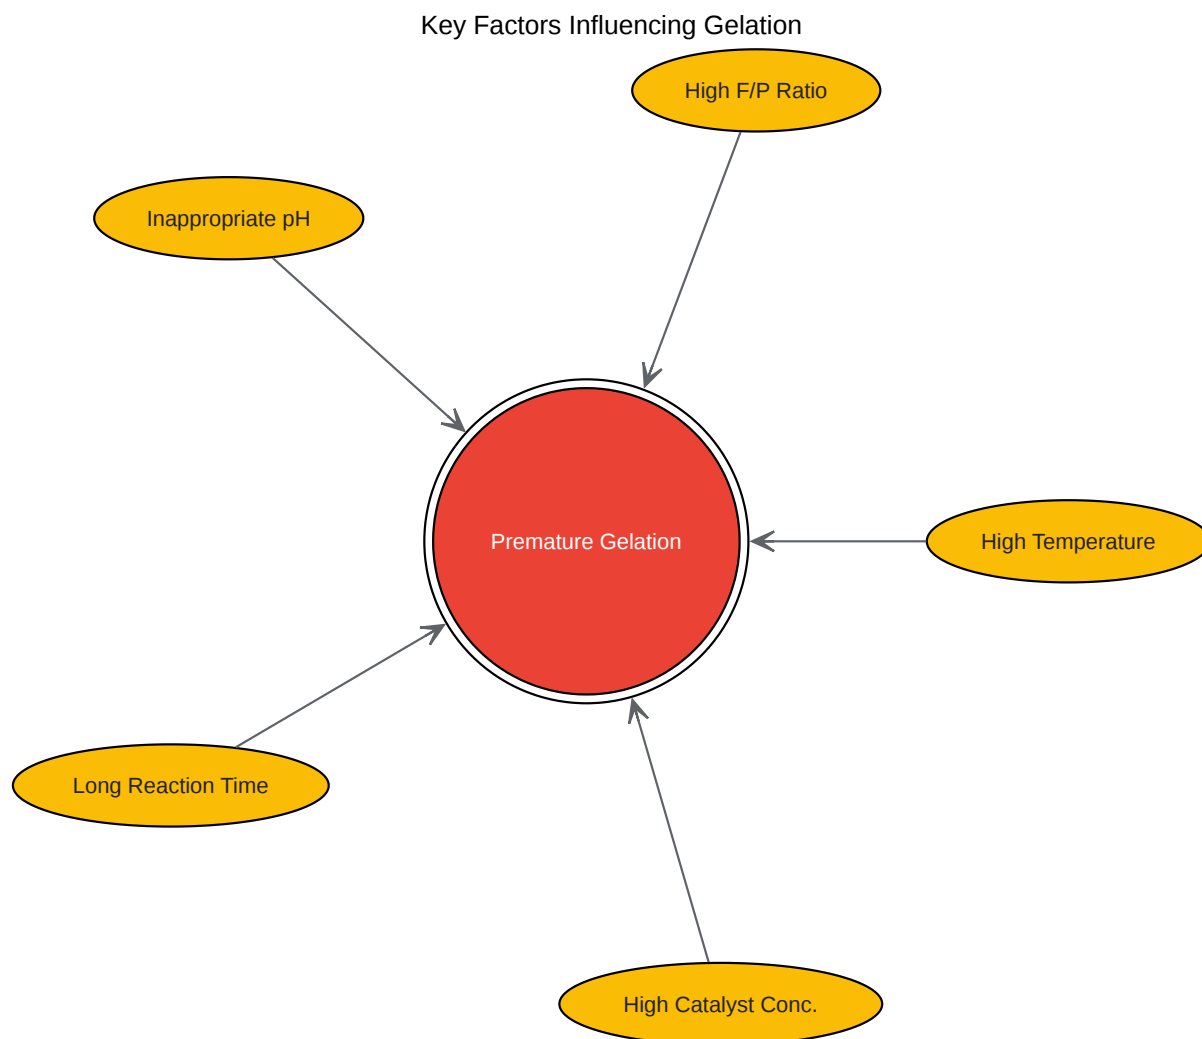 Key Factors Influencing Gelation
High F/P Ratio
Inappropriate pH
Premature Gelation
High Temperature
Long Reaction Time
High Catalyst Conc.